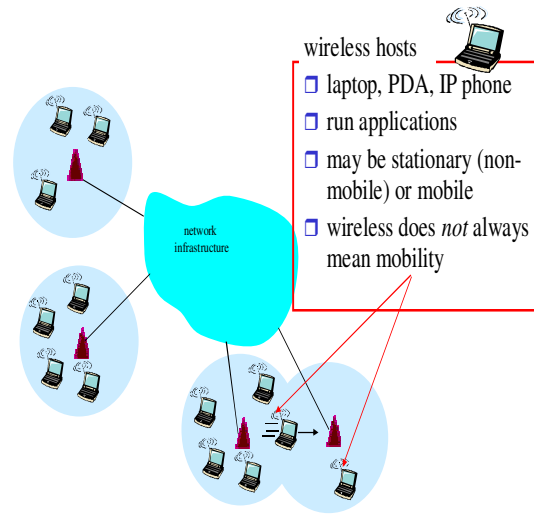 wireless hosts
❒ laptop, PDA, IP phone
❒ run applications
❒ may be stationary (non-
mobile) or mobile
❒ wireless does not always
mean mobility
network
infrastructure